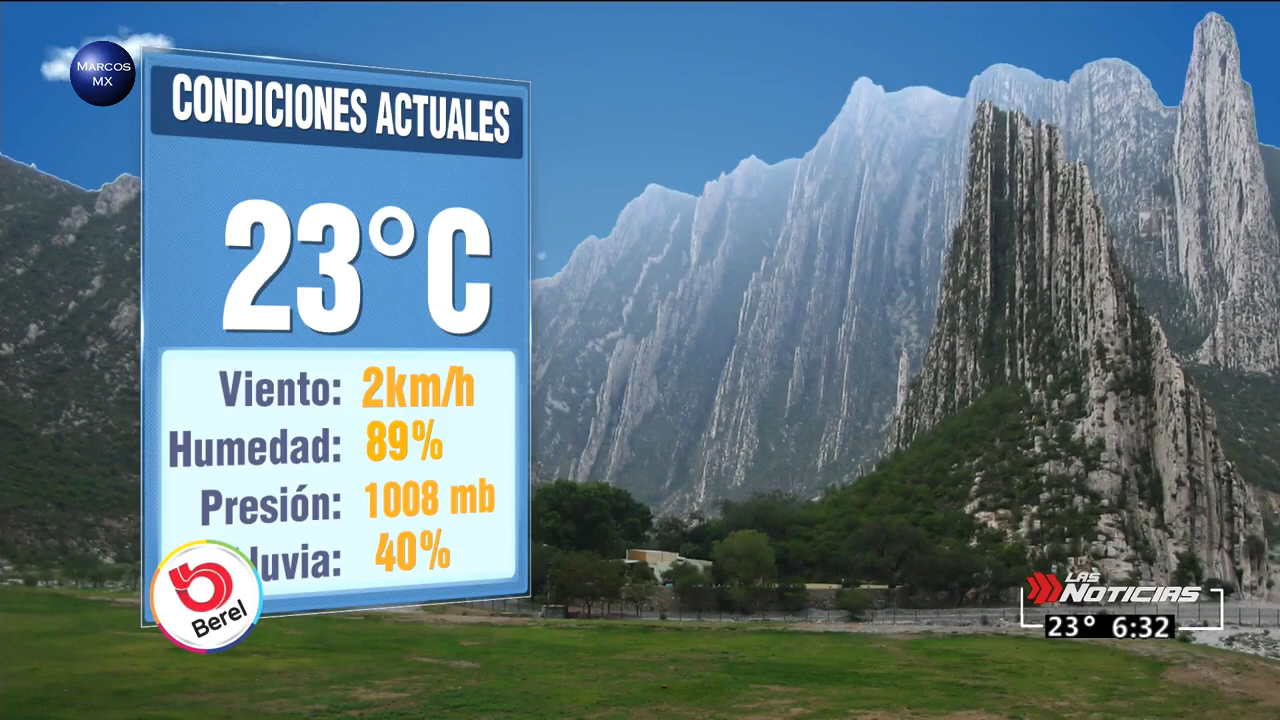 MARCOS
MX
CONDICIONES ACTUALES
23°C
Viento: 2km/h
Humedad: 89%
Presión: 1008 mb
luvia: 40%
Berel
LAS
NOTICIAS
23° 6:32